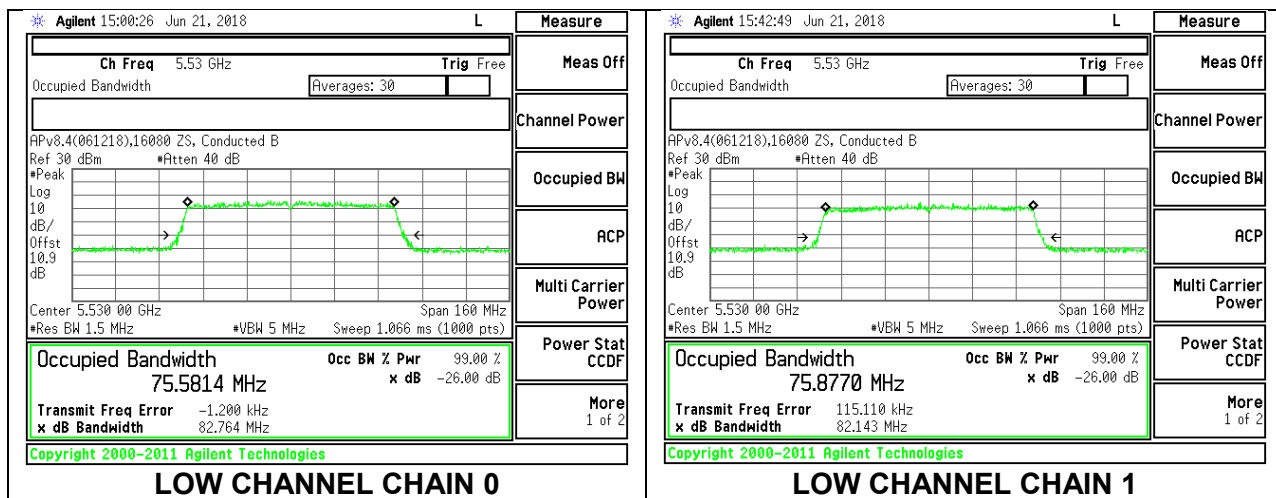 Agilent 15:00:26 Jun 21, 2018 L
Measure
Ch Freq 5.53 GHz Trig Free
Meas Off
Occupied Bandwidth Averages: 30
Channel Power
APv8.4(061218),16080 ZS, Conducted B
Ref 30 dBm #Atten 40 dB
#Peak
Log
10
dB/
Offst
10.9
dB
Occupied BW
ACP
Multi Carrier
Power
Center 5.530 00 GHz Span 160 MHz
#Res BW 1.5 MHz #VBW 5 MHz Sweep 1.066 ms (1000 pts)
Power Stat
CCDF
Occupied Bandwidth Occ BW % Pwr 99.00 %
75.5814 MHz x dB -26.00 dB
Transmit Freq Error -1.200 kHz
x dB Bandwidth 82.764 MHz
More
1 of 2
Copyright 2000-2011 Agilent Technologies
LOW CHANNEL CHAIN 0
Agilent 15:42:49 Jun 21, 2018 L
Measure
Ch Freq 5.53 GHz Trig Free
Meas Off
Occupied Bandwidth Averages: 30
Channel Power
APv8.4(061218),16080 ZS, Conducted B
Ref 30 dBm #Atten 40 dB
#Peak
Log
10
dB/
Offst
10.9
dB
Occupied BW
ACP
Multi Carrier
Power
Center 5.530 00 GHz Span 160 MHz
#Res BW 1.5 MHz #VBW 5 MHz Sweep 1.066 ms (1000 pts)
Power Stat
CCDF
Occupied Bandwidth Occ BW % Pwr 99.00 %
75.8770 MHz x dB -26.00 dB
Transmit Freq Error 115.110 kHz
x dB Bandwidth 82.143 MHz
More
1 of 2
Copyright 2000-2011 Agilent Technologies
LOW CHANNEL CHAIN 1